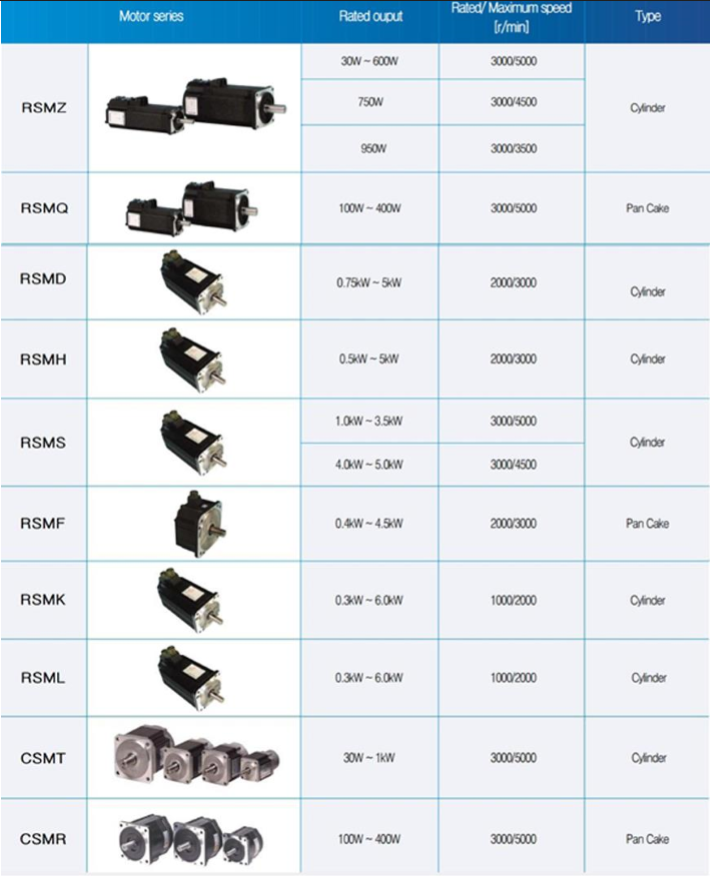 Motor series Rated ouput Rated/ Maximum speed [r/min] Type
RSMZ 30W ~ 600W 3000/5000 Cylinder
750W 3000/4500
950W 3000/3500
RSMQ 100W ~ 400W 3000/5000 Pan Cake
RSMD 0.75kW ~ 5kW 2000/3000 Cylinder
RSMH 0.5kW ~ 5kW 2000/3000 Cylinder
RSMS 1.0kW ~ 3.5kW 3000/5000 Cylinder
4.0kW ~ 5.0kW 3000/4500
RSMF 0.4kW ~ 4.5kW 2000/3000 Pan Cake
RSMK 0.3kW ~ 6.0kW 1000/2000 Cylinder
RSML 0.3kW ~ 6.0kW 1000/2000 Cylinder
CSMT 30W ~ 1kW 3000/5000 Cylinder
CSMR 100W ~ 400W 3000/5000 Pan Cake